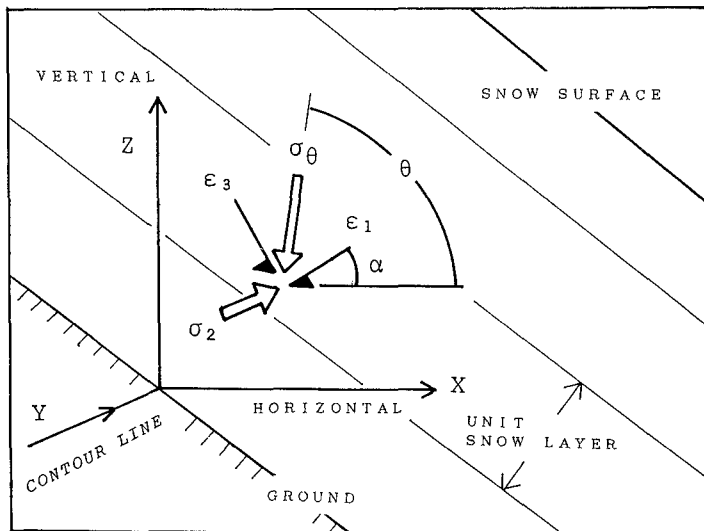 VERTICAL
SNOW SURFACE
Z
σθ
θ
ε3
ε1
α
σ2
X
HORIZONTAL
Y
CONTOUR LINE
UNIT
SNOW LAYER
GROUND